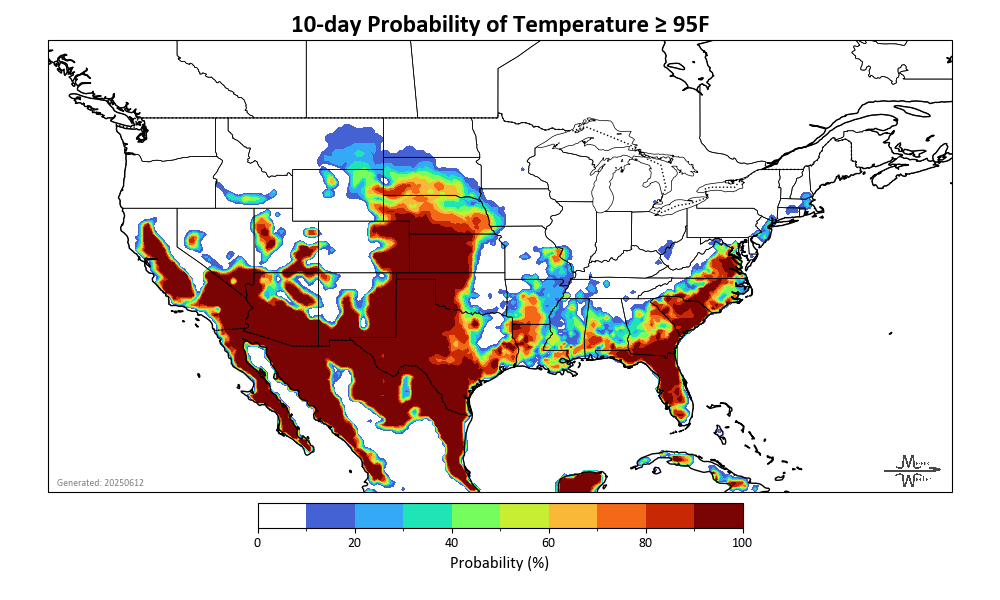 10-day Probability of Temperature ≥ 95F
Generated: 20250612
0 20 40 60 80 100
Probability (%)